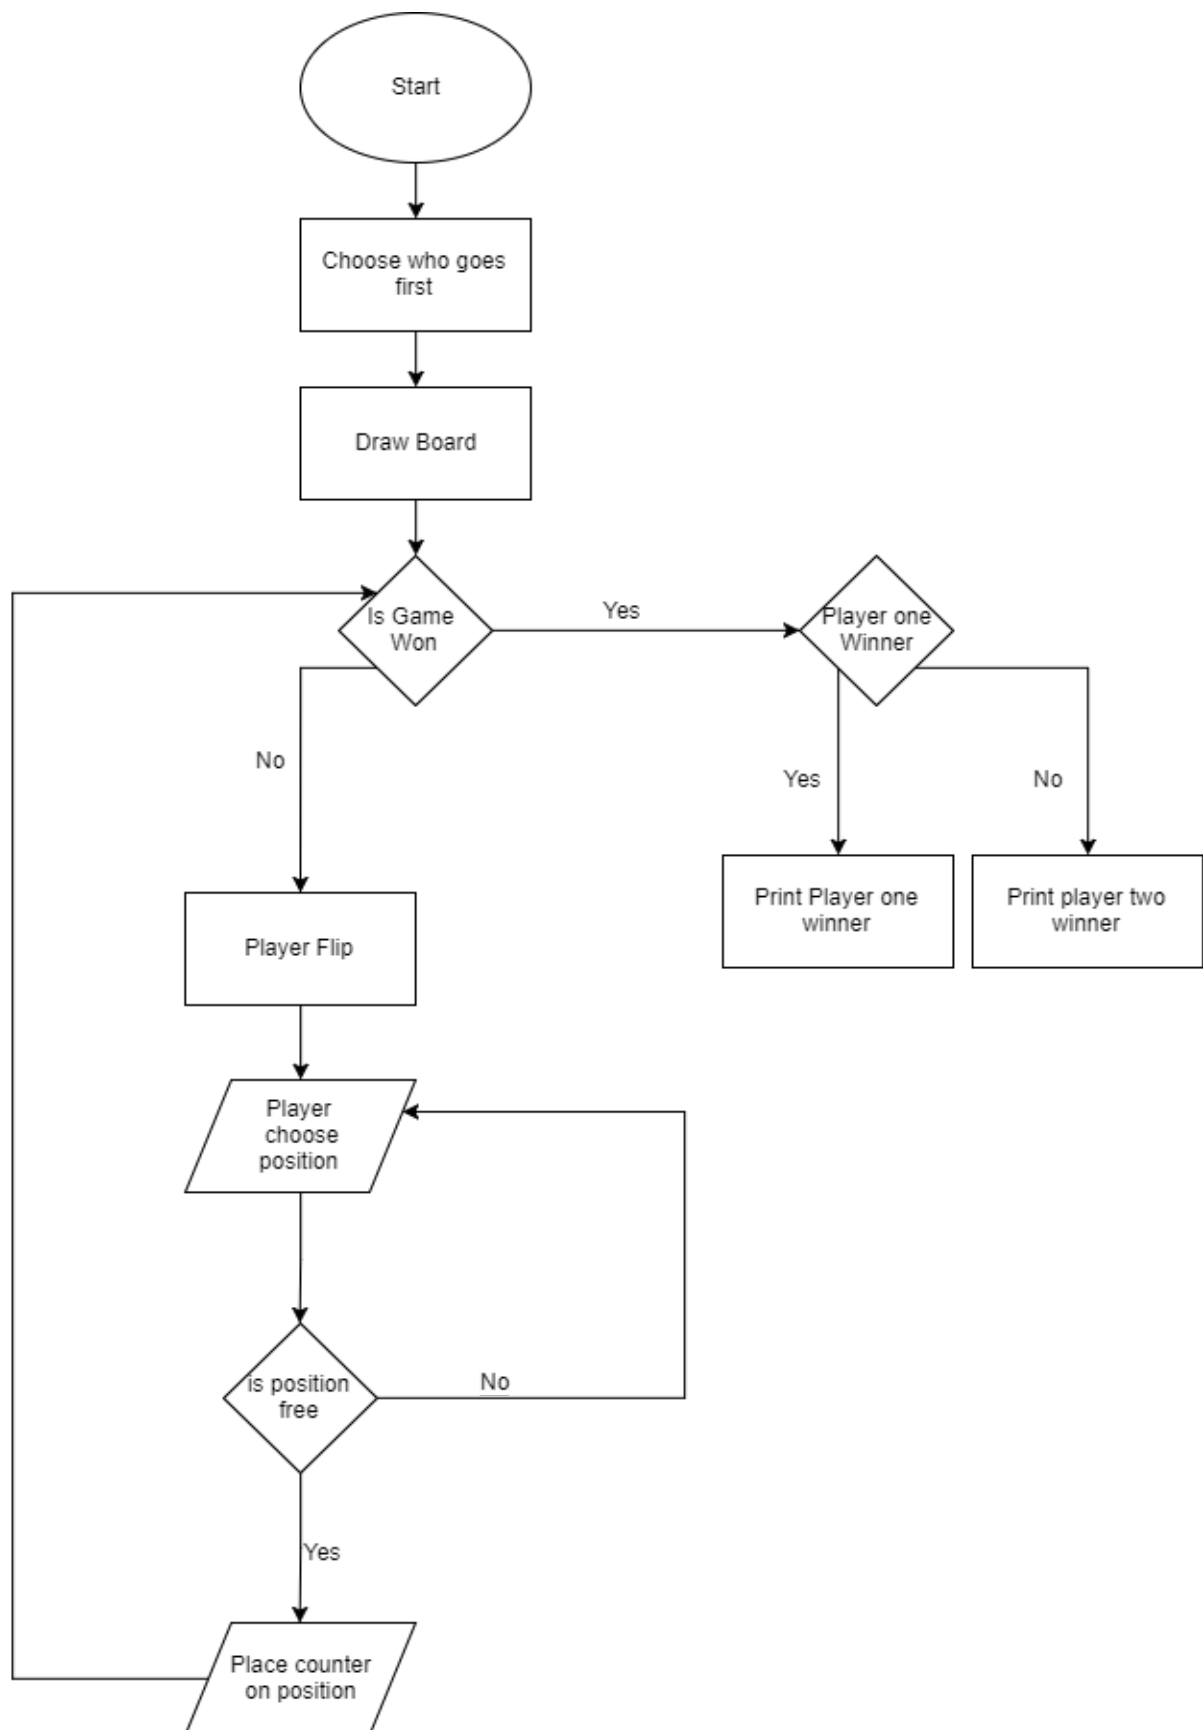 Start
Choose who goes
first
Draw Board
Is Game
Won
Yes
Player one
Winner
No
Yes
No
Print Player one
winner
Print player two
winner
Player Flip
Player
choose
position
is position
free
No
Yes
Place counter
on position